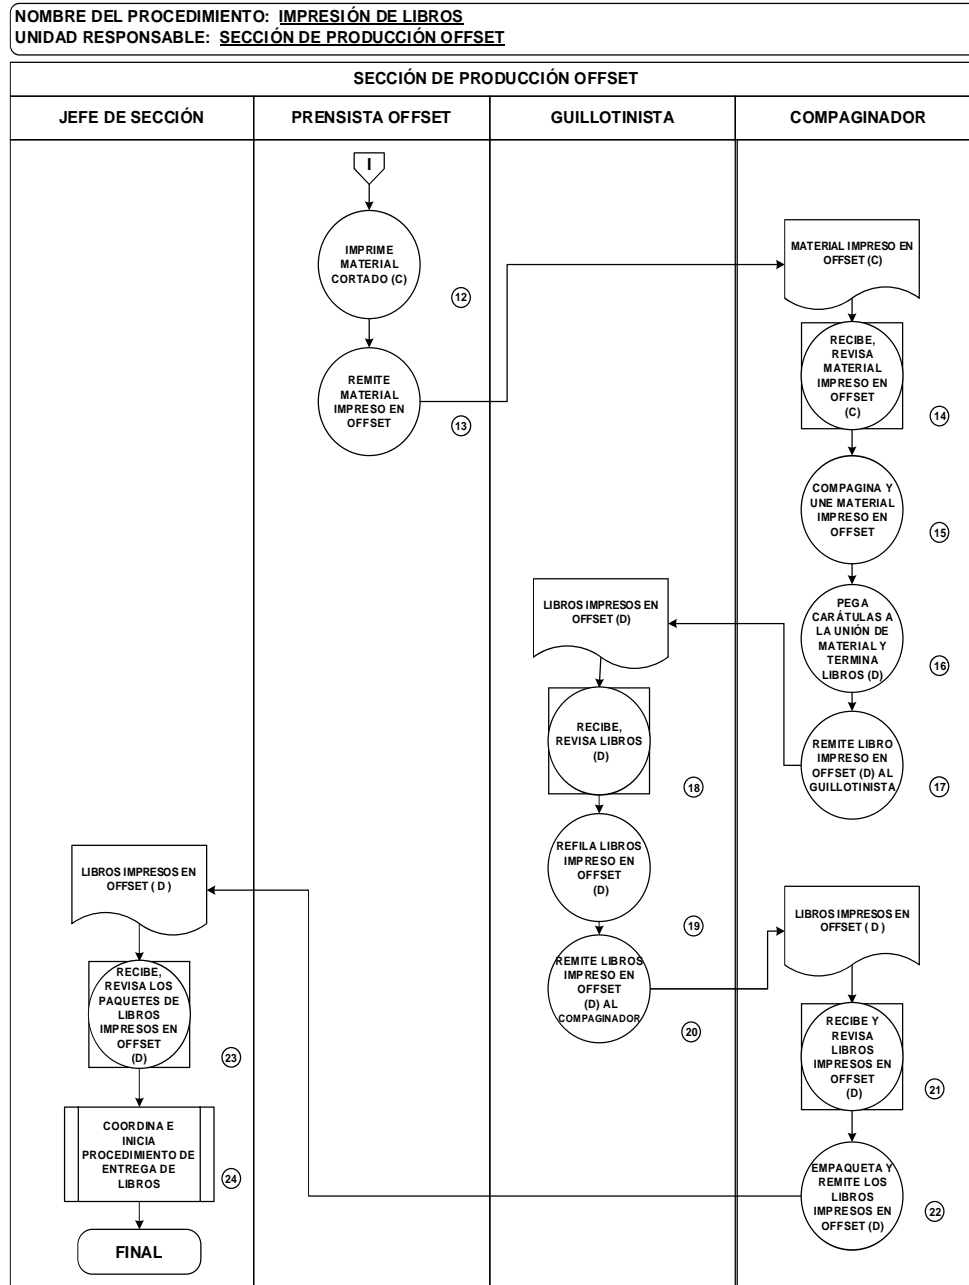 NOMBRE DEL PROCEDIMIENTO: IMPRESIÓN DE LIBROS
UNIDAD RESPONSABLE: SECCIÓN DE PRODUCCIÓN OFFSET
SECCIÓN DE PRODUCCIÓN OFFSET
JEFE DE SECCIÓN
PRENSISTA OFFSET
GUILLOTINISTA
COMPAGINADOR
I
IMPRIME
MATERIAL
CORTADO (C)
12
REMITE
MATERIAL
IMPRESO EN
OFFSET
13
MATERIAL IMPRESO EN
OFFSET (C)
RECIBE,
REVISA
MATERIAL
IMPRESO EN
OFFSET
(C)
14
COMPAGINA Y
UNE MATERIAL
IMPRESO EN
OFFSET
15
PEGA
CARÁTULAS A
LA UNIÓN DE
MATERIAL Y
TERMINA
LIBROS (D)
16
REMITE LIBRO
IMPRESO EN
OFFSET (D) AL
GUILLOTINISTA
17
LIBROS IMPRESOS EN
OFFSET (D)
RECIBE,
REVISA LIBROS
(D)
18
REFILA LIBROS
IMPRESO EN
OFFSET
(D)
19
REMITE LIBROS
IMPRESO EN
OFFSET
(D) AL
COMPAGINADOR
20
LIBROS IMPRESOS EN
OFFSET ( D )
RECIBE Y
REVISA
LIBROS
IMPRESOS EN
OFFSET
(D)
21
EMPAQUETA Y
REMITE LOS
LIBROS
IMPRESOS EN
OFFSET (D)
22
LIBROS IMPRESOS EN
OFFSET ( D )
RECIBE,
REVISA LOS
PAQUETES DE
LIBROS
IMPRESOS EN
OFFSET
(D)
23
COORDINA E
INICIA
PROCEDIMIENTO DE
ENTREGA DE
LIBROS
24
FINAL